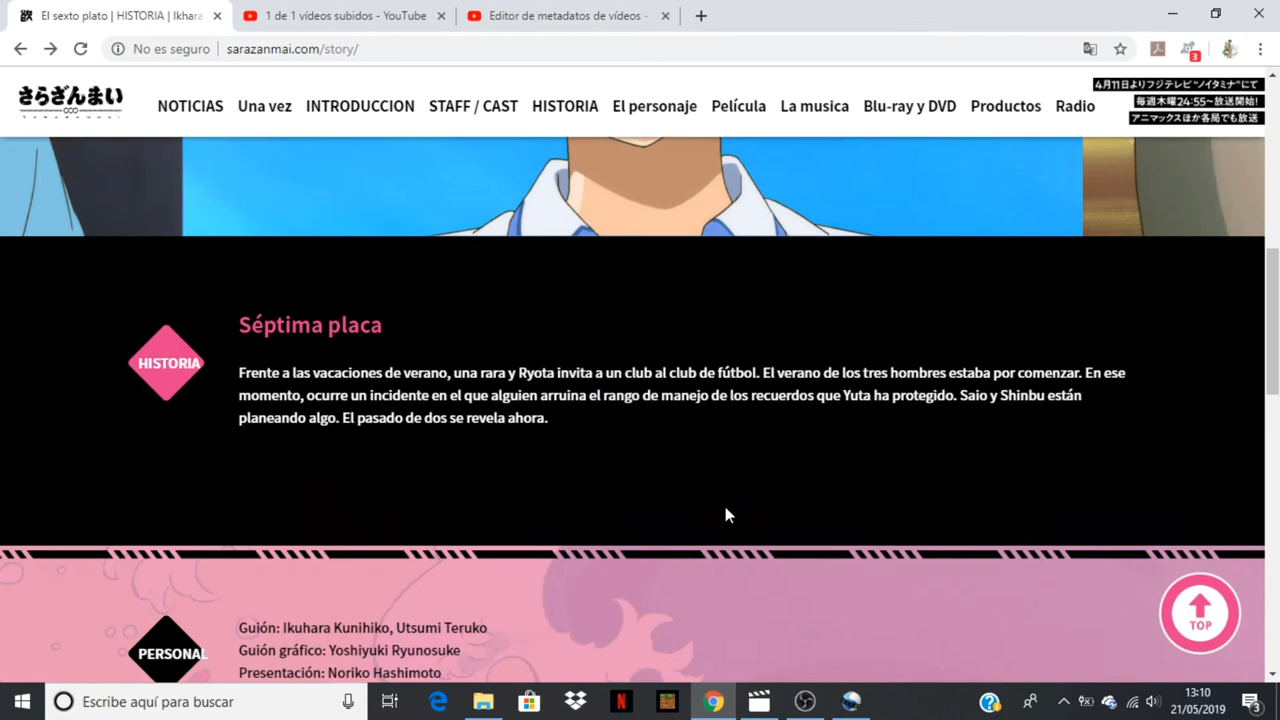 El sexto plato | HISTORIA | Ikhara
1 de 1 vídeos subidos - YouTube
Editor de metadatos de vídeos -
No es seguro
sarazanmai.com/story/
3
さらざんまい
NOTICIAS
Una vez
INTRODUCCION
STAFF / CAST
HISTORIA
El personaje
Película
La musica
Blu-ray y DVD
Productos
Radio
4月11日よりフジテレビ"ノイタミナ"にて
毎週木曜24:55~放送開始!
アニマックスほか各局でも放送
Séptima placa
HISTORIA
Frente a las vacaciones de verano, una rara y Ryota invita a un club al club de fútbol. El verano de los tres hombres estaba por comenzar. En ese
momento, ocurre un incidente en el que alguien arruina el rango de manejo de los recuerdos que Yuta ha protegido. Saio y Shinbu están
planeando algo. El pasado de dos se revela ahora.
TOP
PERSONAL
Guión: Ikuhara Kunihiko, Utsumi Teruko
Guión gráfico: Yoshiyuki Ryunosuke
Presentación: Noriko Hashimoto
Escribe aquí para buscar
13:10
21/05/2019
3